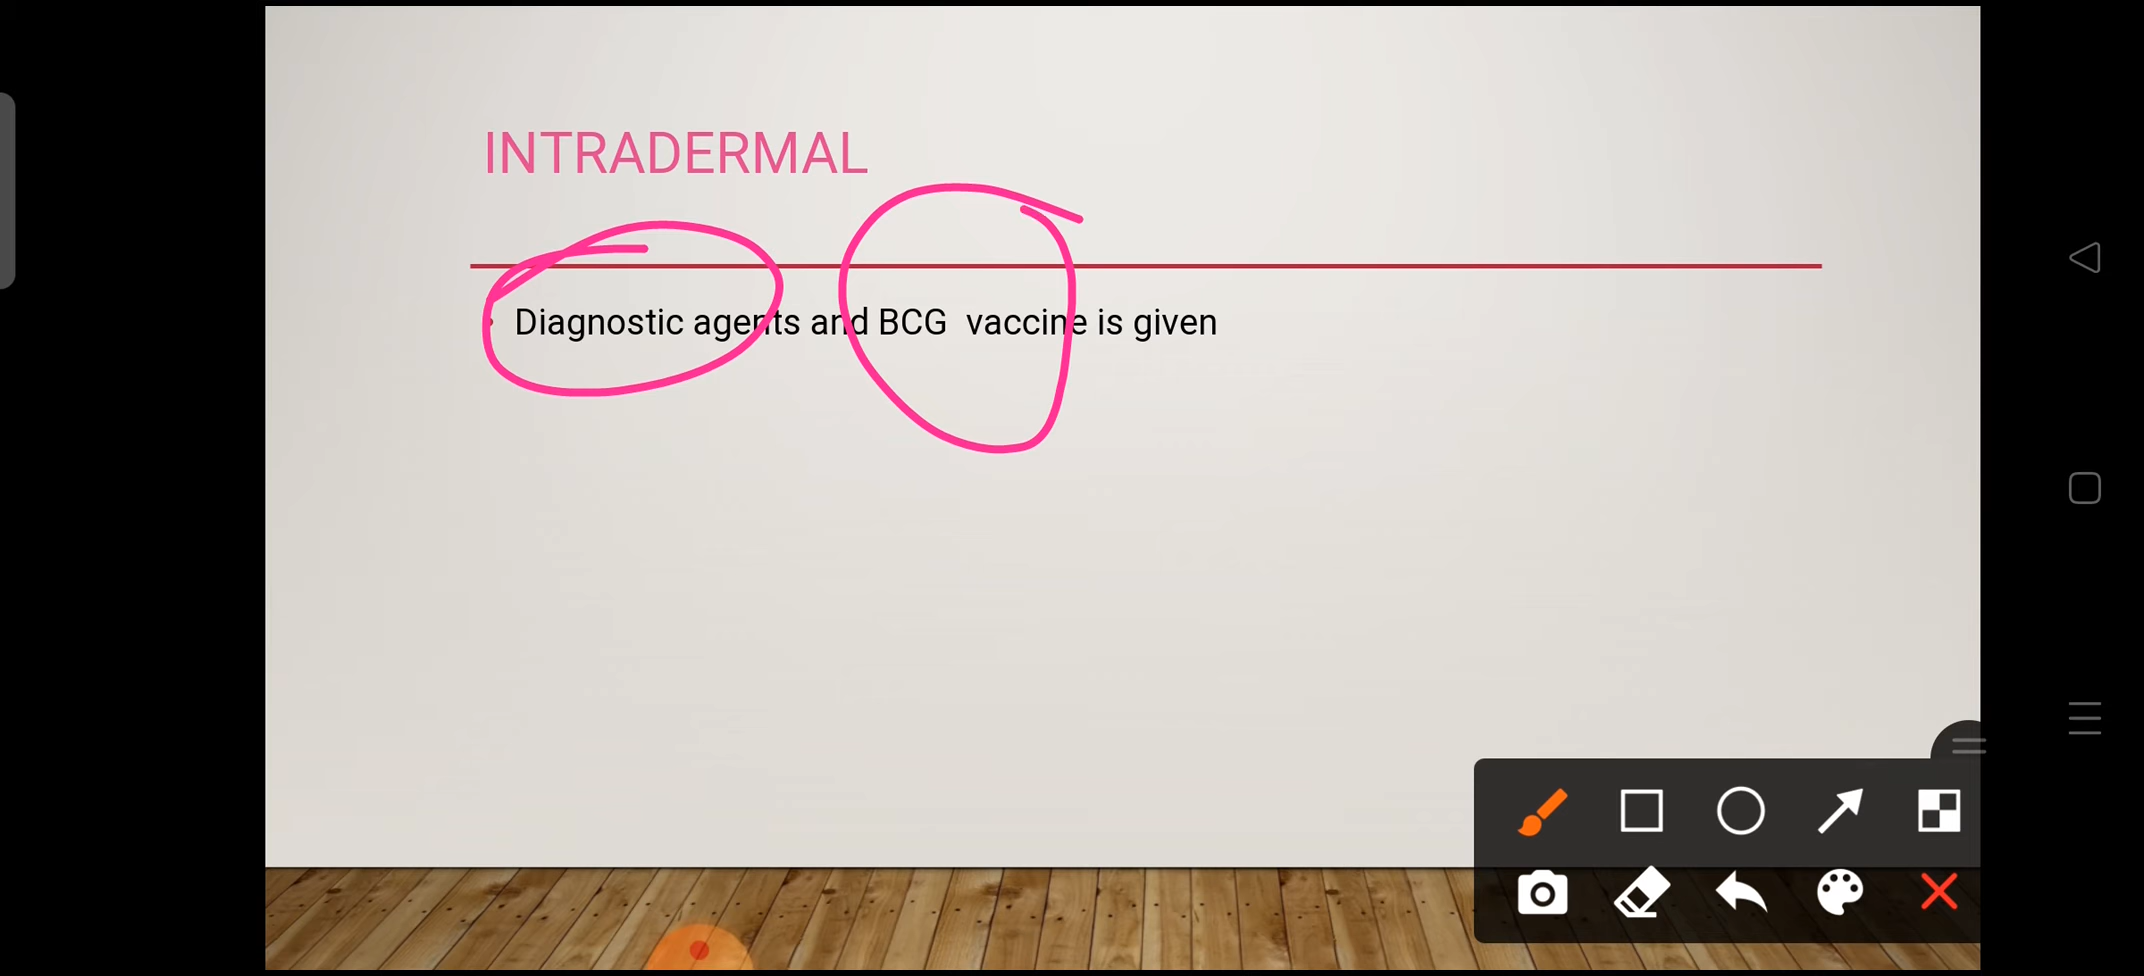 INTRADERMAL
• Diagnostic agents and BCG vaccine is given